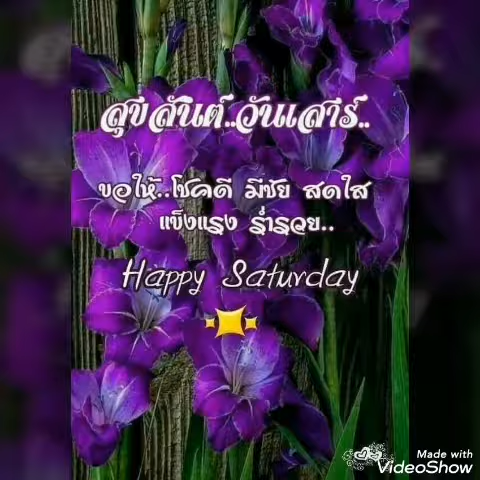 สุขสันต์..วันเสาร์..
ขอให้..โชคดี มีชัย สดใส
แข็งแรง ร่ำรวย..
Happy Saturday
Made with
VideoShow